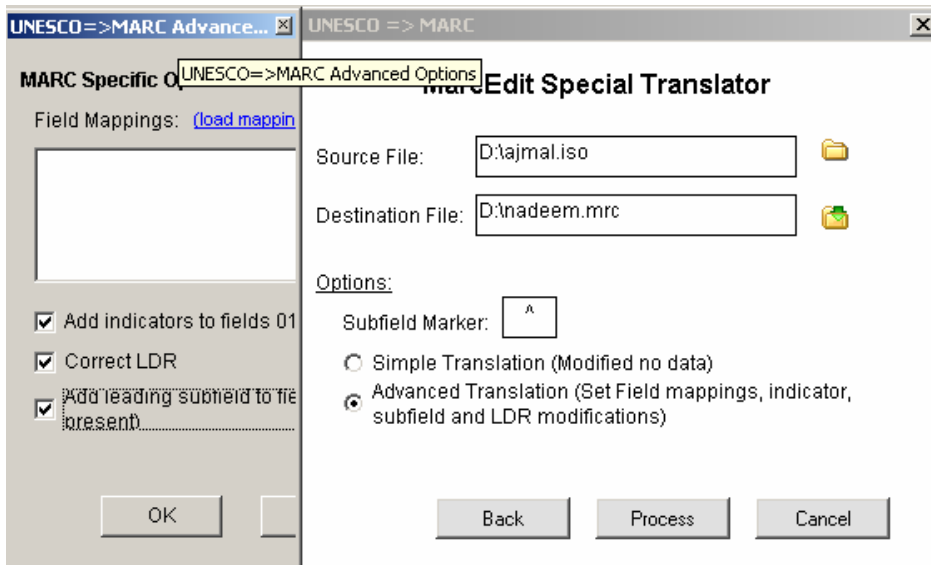 UNESCO=>MARC Advance...
MARC Specific O
UNESCO=>MARC Advanced Options
Field Mappings: (load mappin
Add indicators to fields 01
Correct LDR
Add leading subfield to fie
present)
OK
UNESCO => MARC
MarcEdit Special Translator
Source File: D:\ajmal.iso
Destination File: D:\nadeem.mrc
Options:
Subfield Marker: ^
Simple Translation (Modified no data)
Advanced Translation (Set Field mappings, indicator,
subfield and LDR modifications)
Back Process Cancel